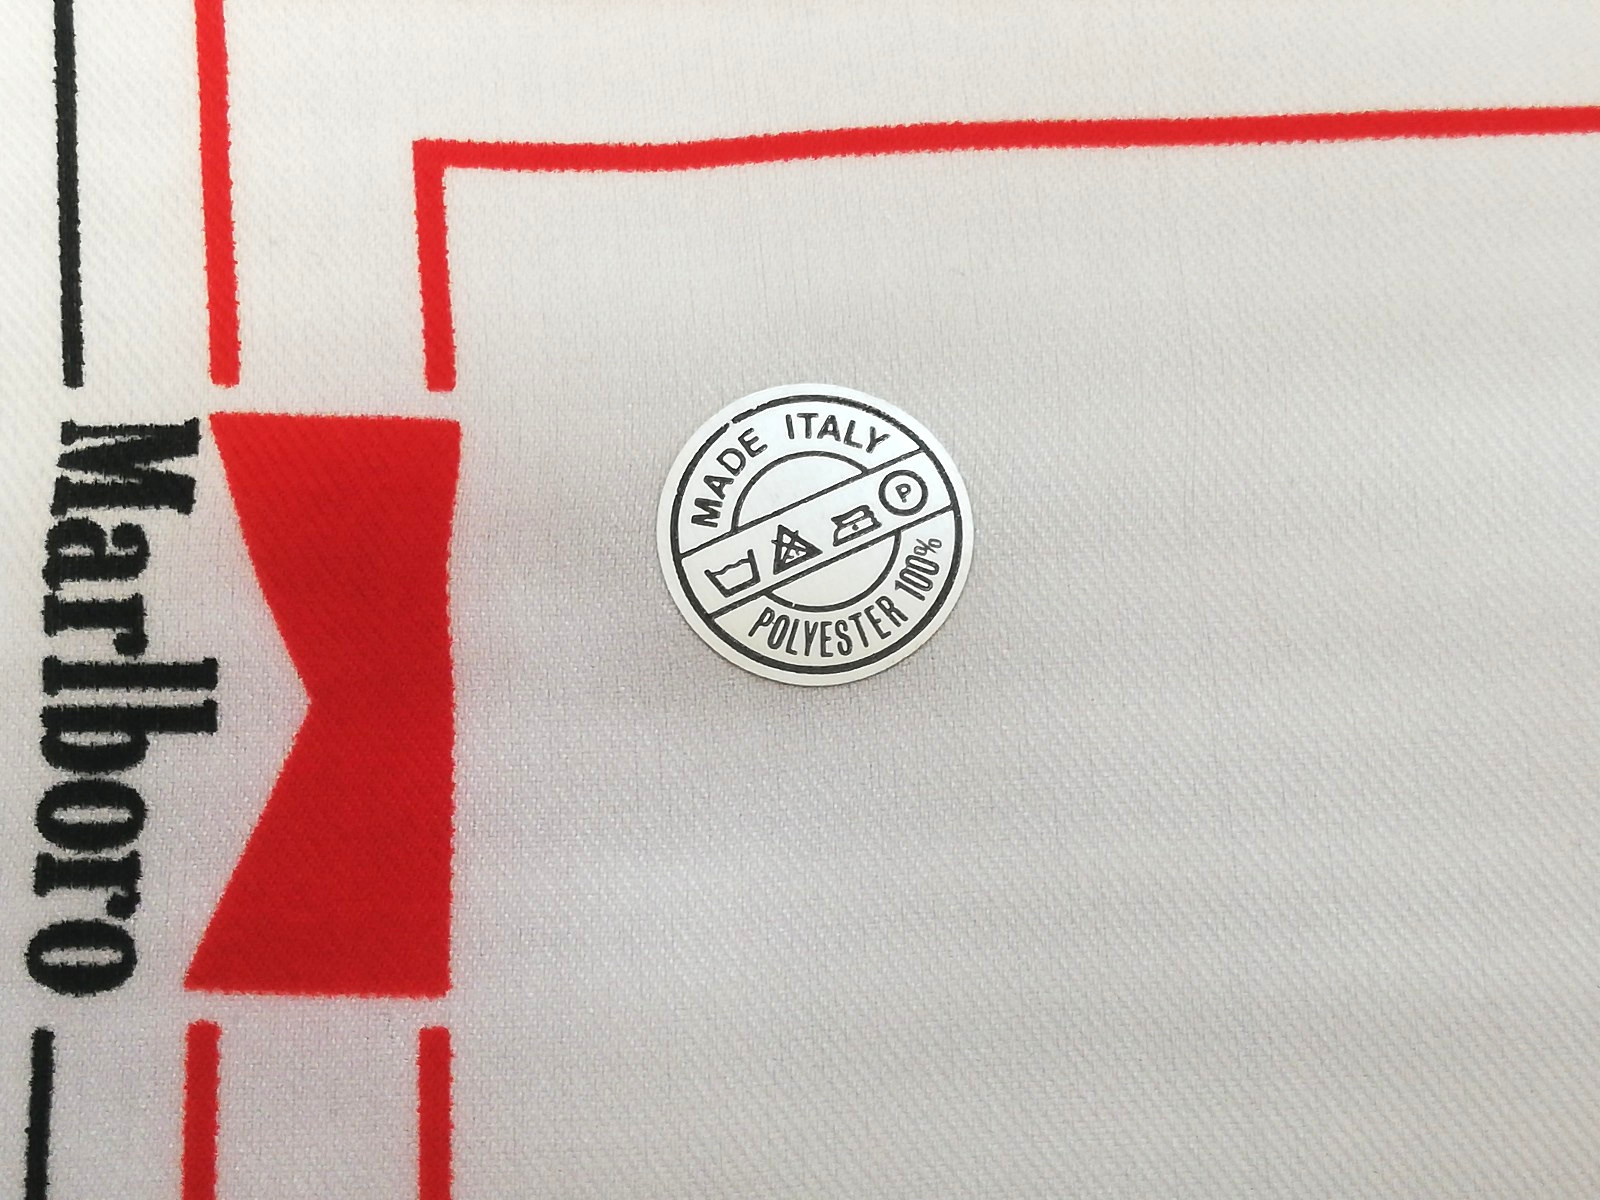 Marlboro
MADE ITALY
P
POLYESTER 100%